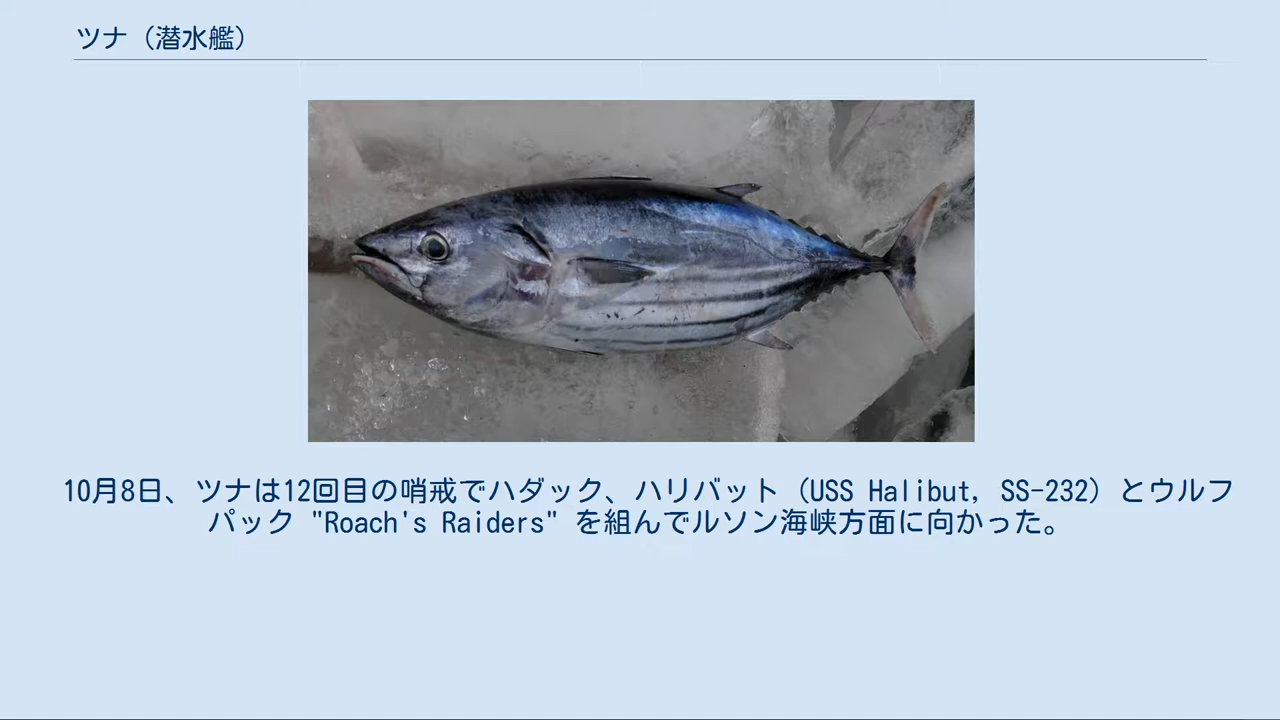 ツナ（潜水艦）
10月8日、ツナは12回目の哨戒でハダック、ハリバット（USS Halibut, SS-232）とウルフ
パック "Roach's Raiders" を組んでルソン海峡方面に向かった。